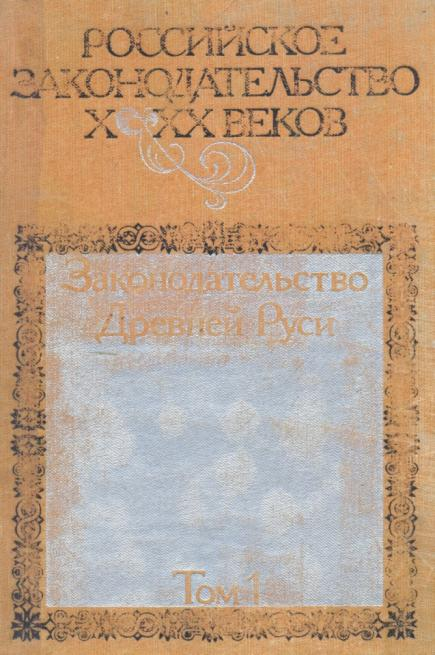 РОССИЙСКОЕ
ЗАКОНОДАТЕЛЬСТВО
X-XX ВЕКОВ
Законодательство
Древней Руси
Том 1